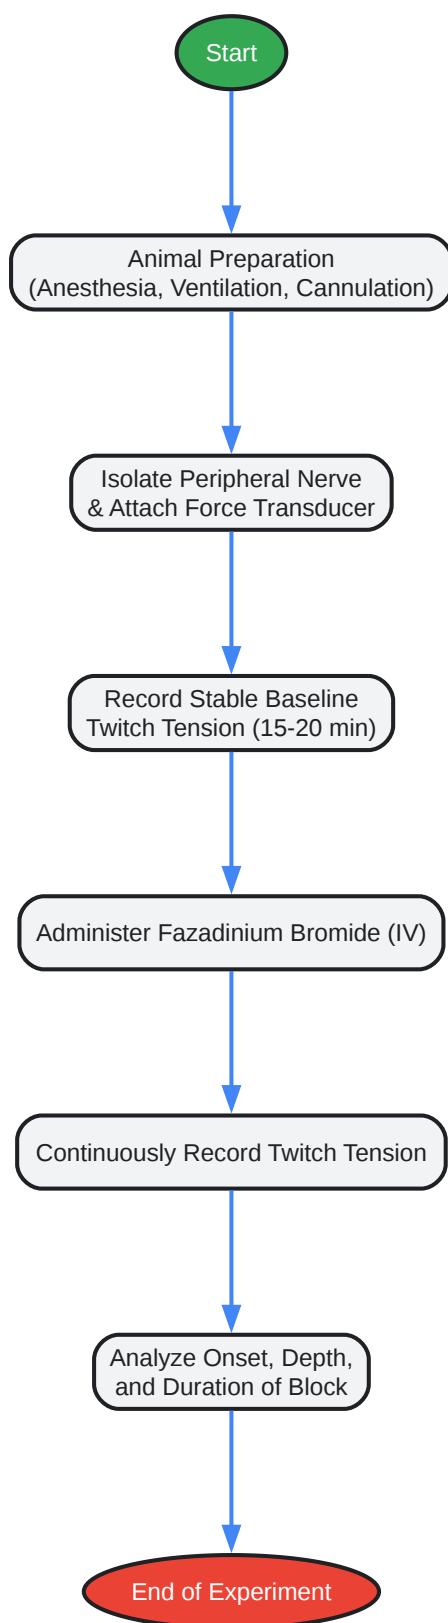 Start
Animal Preparation
(Anesthesia, Ventilation, Cannulation)
Isolate Peripheral Nerve
& Attach Force Transducer
Record Stable Baseline
Twitch Tension (15-20 min)
Administer Fazadinium Bromide (IV)
Continuously Record Twitch Tension
Analyze Onset, Depth,
and Duration of Block
End of Experiment